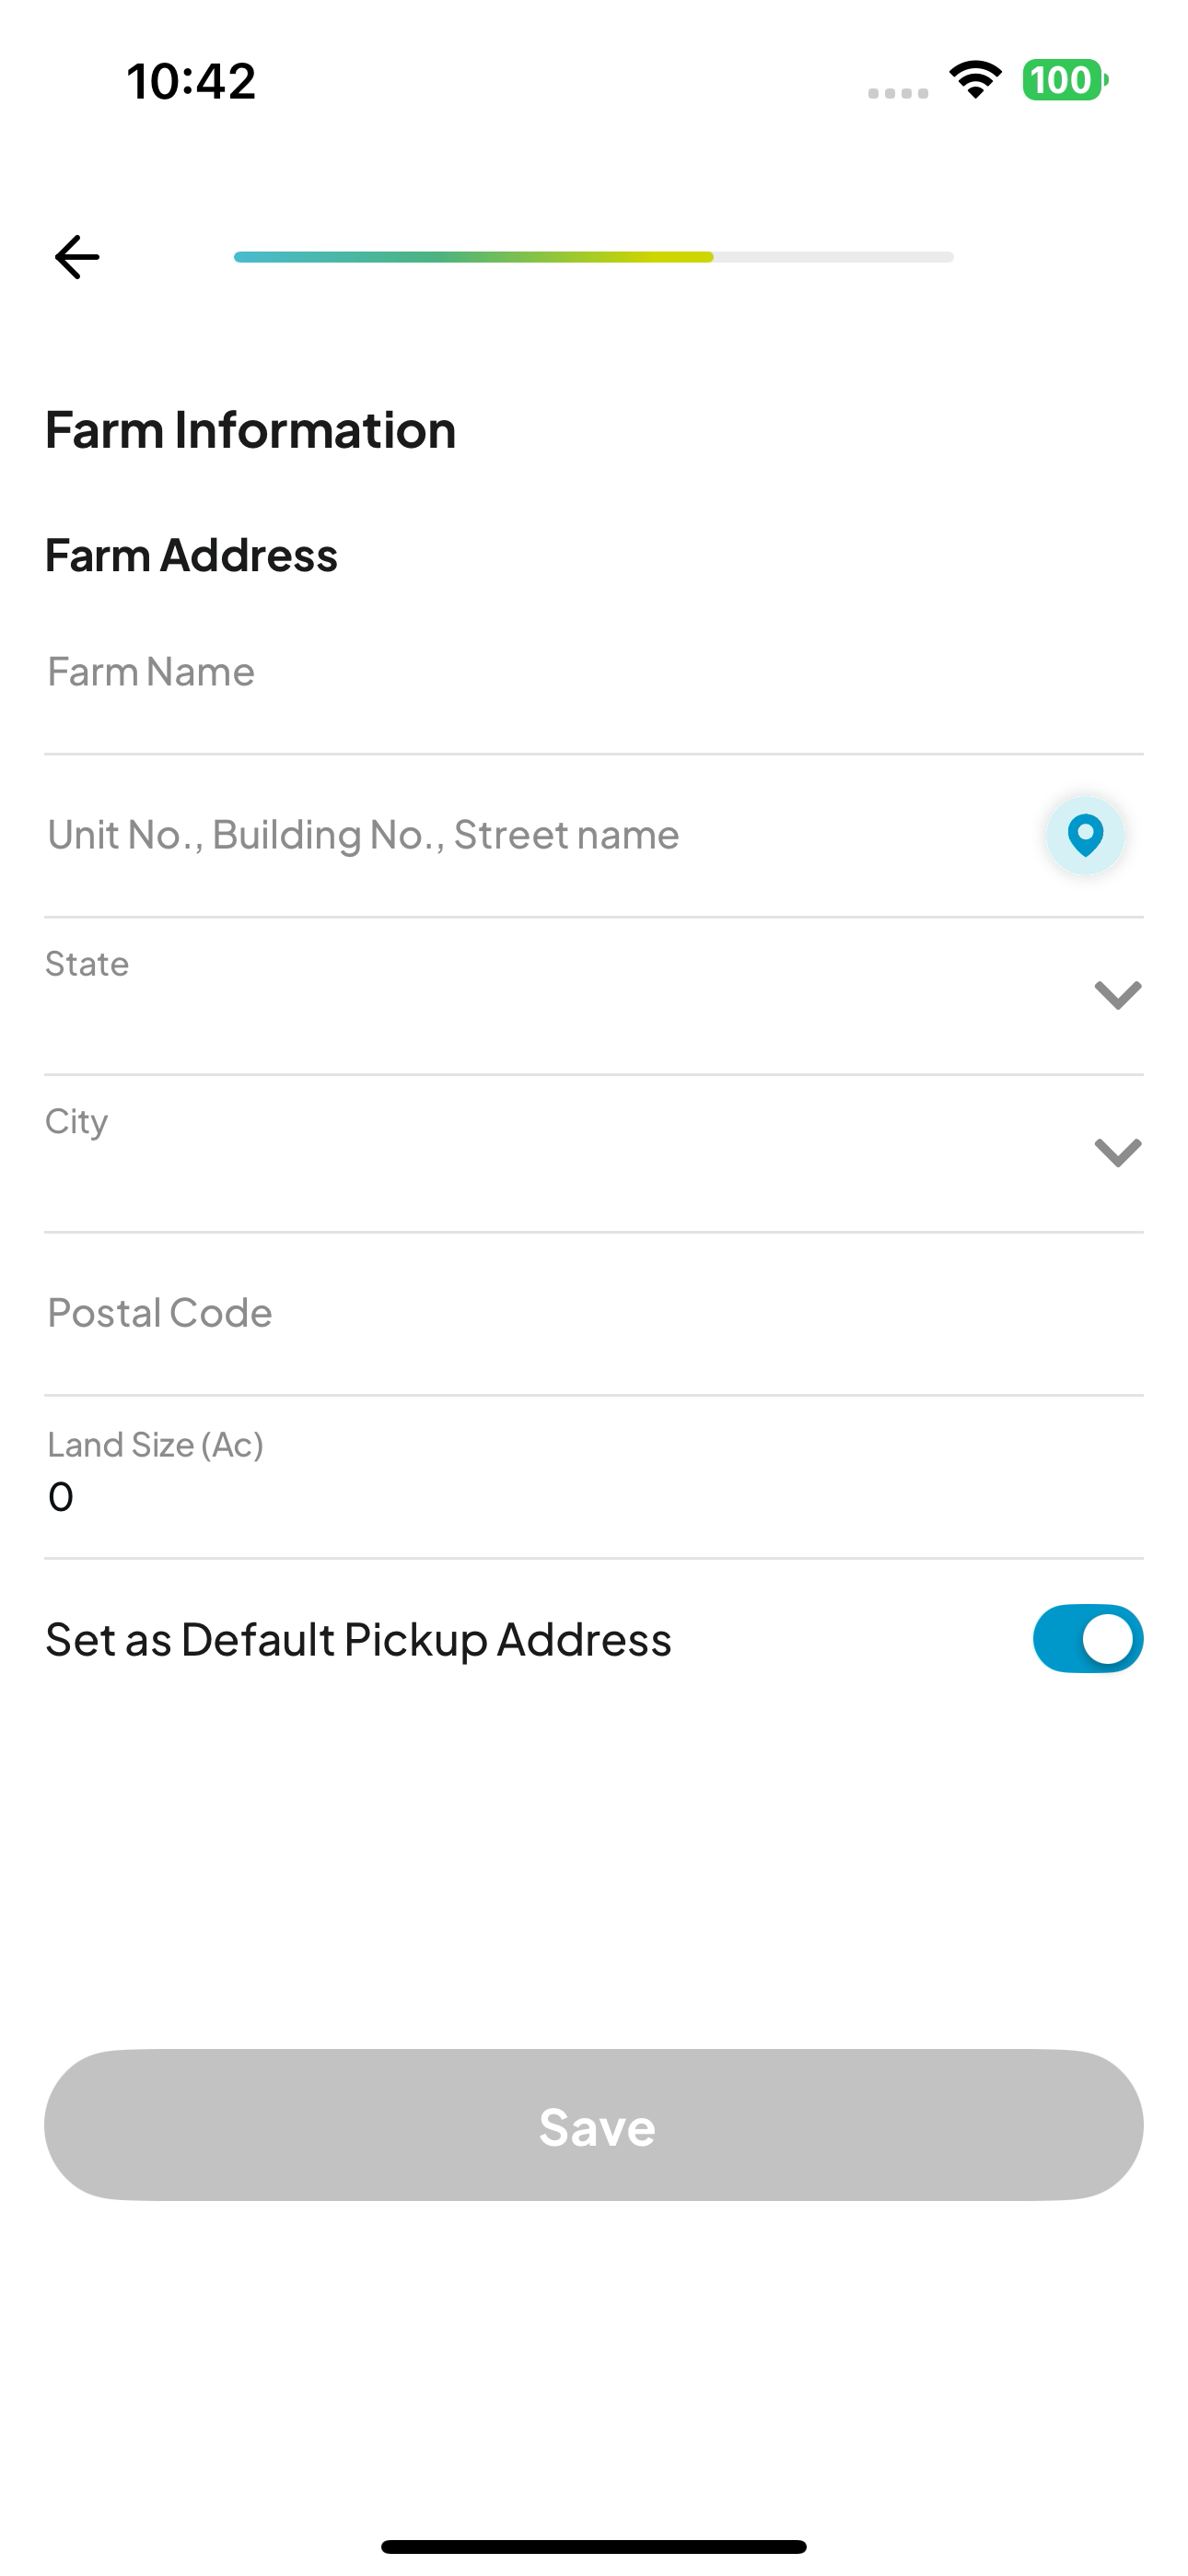 10:42
100
Farm Information
Farm Address
Farm Name
Unit No., Building No., Street name
State
City
Postal Code
Land Size (Ac)
0
Set as Default Pickup Address
Save